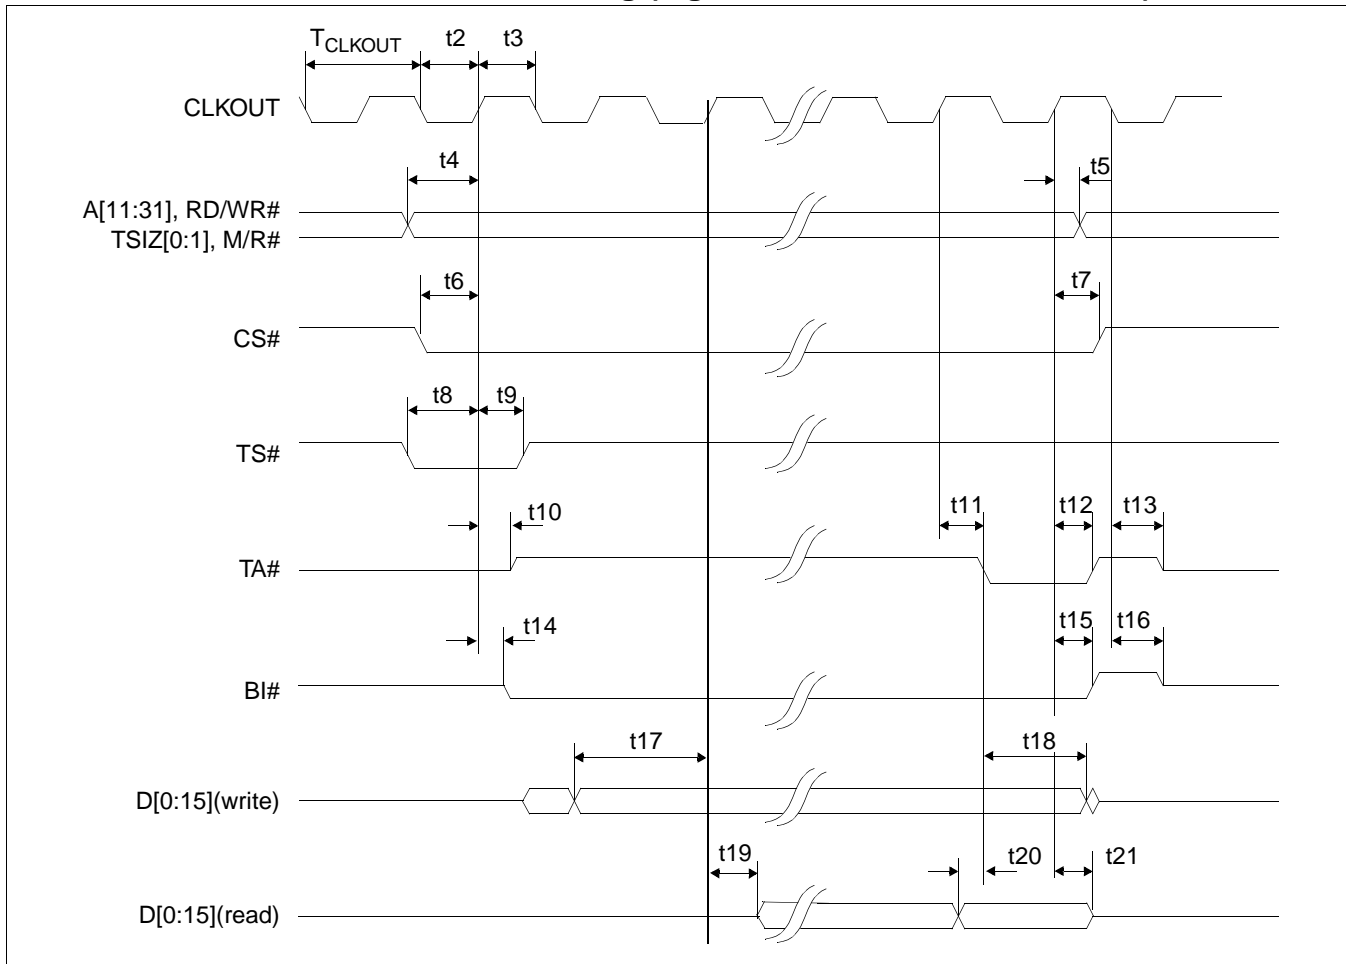 TCLKOUT t2 t3
CLKOUT
t4 t5
A[11:31], RD/WR#
TSIZ[0:1], M/R#
t6 t7
CS#
t8 t9
TS#
t10 t11 t12 t13
TA#
t14 t15 t16
BI#
t17 t18
D[0:15](write)
t19 t20 t21
D[0:15](read)